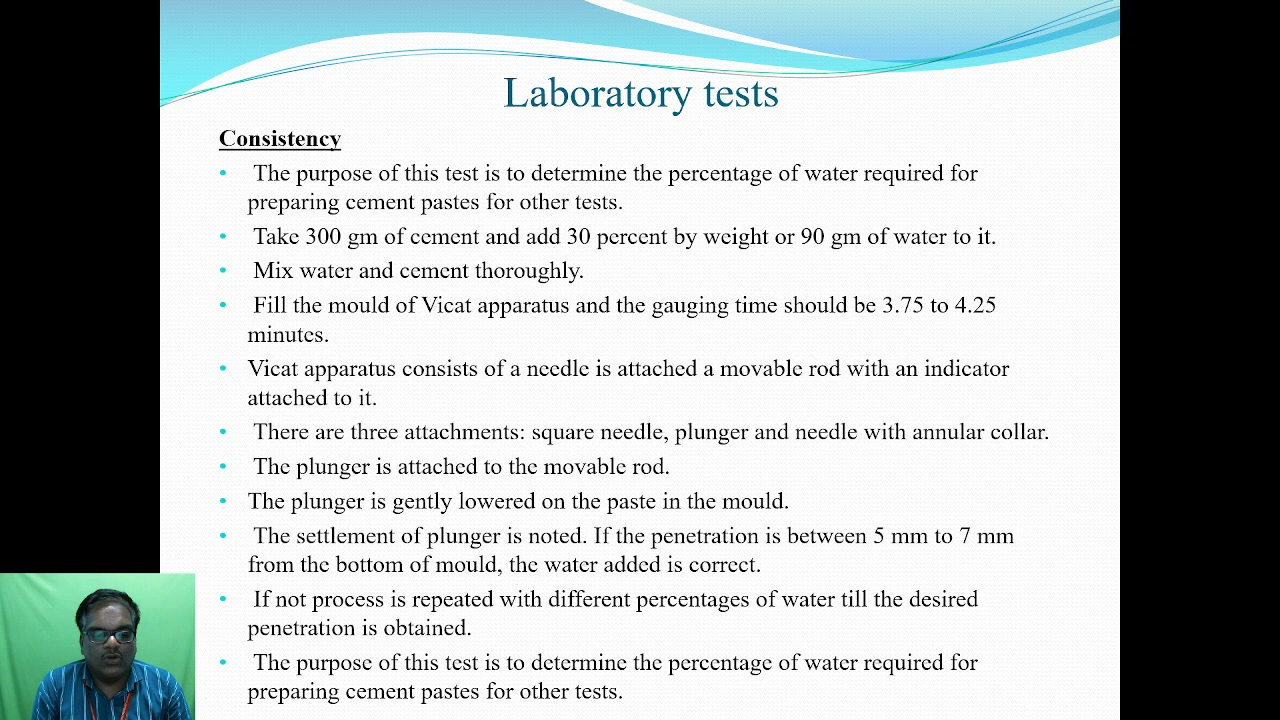 Laboratory tests
Consistency
• The purpose of this test is to determine the percentage of water required for
preparing cement pastes for other tests.
• Take 300 gm of cement and add 30 percent by weight or 90 gm of water to it.
• Mix water and cement thoroughly.
• Fill the mould of Vicat apparatus and the gauging time should be 3.75 to 4.25
minutes.
• Vicat apparatus consists of a needle is attached a movable rod with an indicator
attached to it.
• There are three attachments: square needle, plunger and needle with annular collar.
• The plunger is attached to the movable rod.
• The plunger is gently lowered on the paste in the mould.
• The settlement of plunger is noted. If the penetration is between 5 mm to 7 mm
from the bottom of mould, the water added is correct.
• If not process is repeated with different percentages of water till the desired
penetration is obtained.
• The purpose of this test is to determine the percentage of water required for
preparing cement pastes for other tests.